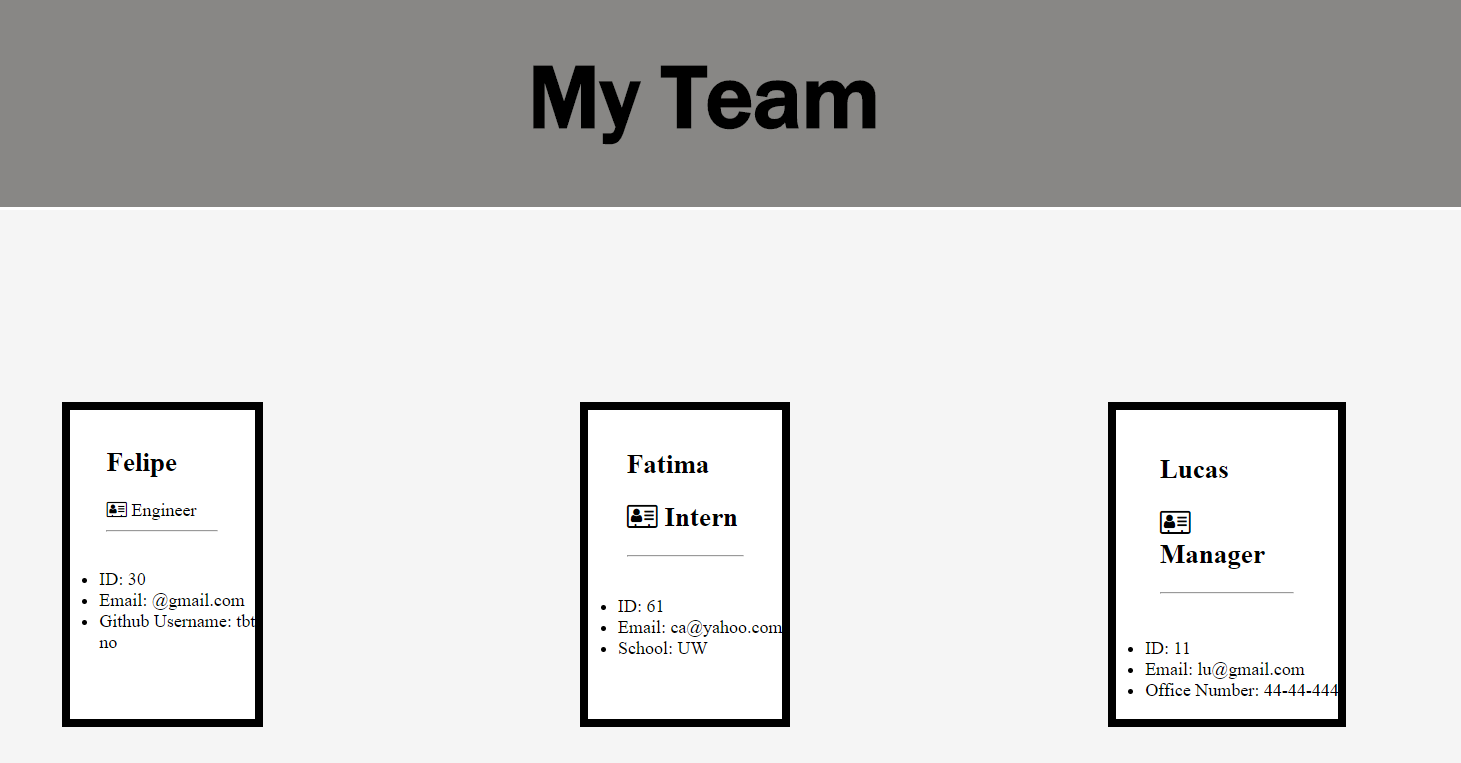 My Team
Felipe
Engineer
ID: 30
Email: @gmail.com
Github Username: tbt
no
Fatima
Intern
ID: 61
Email: ca@yahoo.com
School: UW
Lucas
Manager
ID: 11
Email: lu@gmail.com
Office Number: 44-44-444